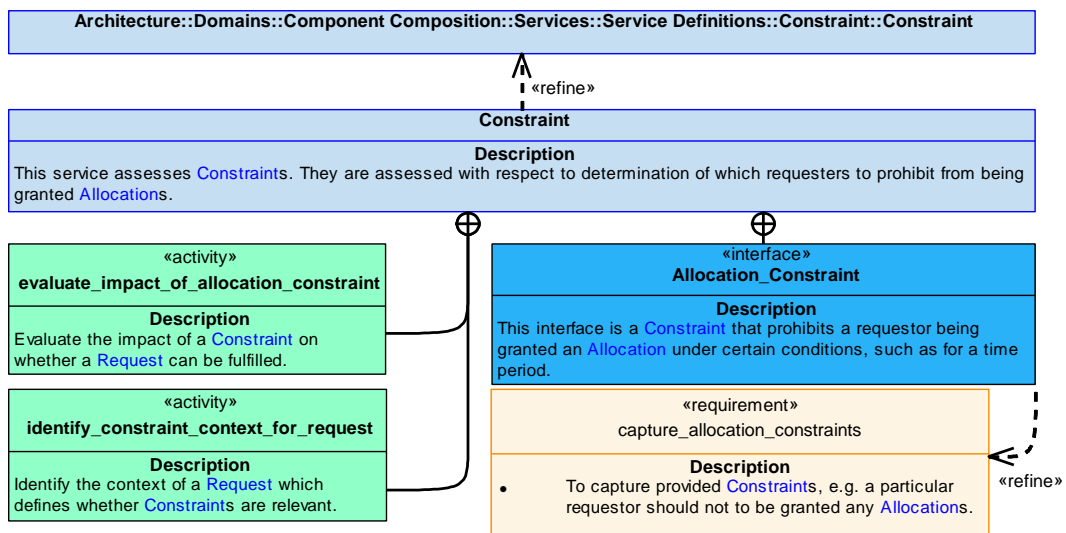 Architecture::Domains::Component Composition::Services::Service Definitions::Constraint::Constraint
«refine»
Constraint
Description
This service assesses Constraints. They are assessed with respect to determination of which requesters to prohibit from being
granted Allocations.
«activity»
evaluate_impact_of_allocation_constraint
Description
Evaluate the impact of a Constraint on
whether a Request can be fulfilled.
«interface»
Allocation_Constraint
Description
This interface is a Constraint that prohibits a requestor being
granted an Allocation under certain conditions, such as for a time
period.
«activity»
identify_constraint_context_for_request
Description
Identify the context of a Request which
defines whether Constraints are relevant.
«requirement»
capture_allocation_constraints
Description
• To capture provided Constraints, e.g. a particular
requestor should not to be granted any Allocations.
«refine»